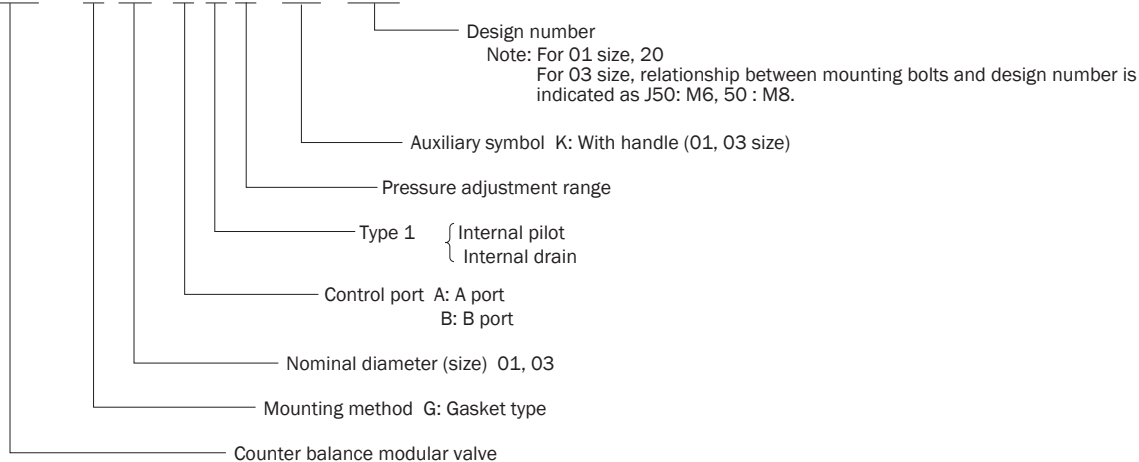 Design number
Note: For 01 size, 20
For 03 size, relationship between mounting bolts and design number is
indicated as J50: M6, 50 : M8.
Auxiliary symbol K: With handle (01, 03 size)
Pressure adjustment range
Type 1 Internal pilot
Internal drain
Control port A: A port
B: B port
Nominal diameter (size) 01, 03
Mounting method G: Gasket type
Counter balance modular valve